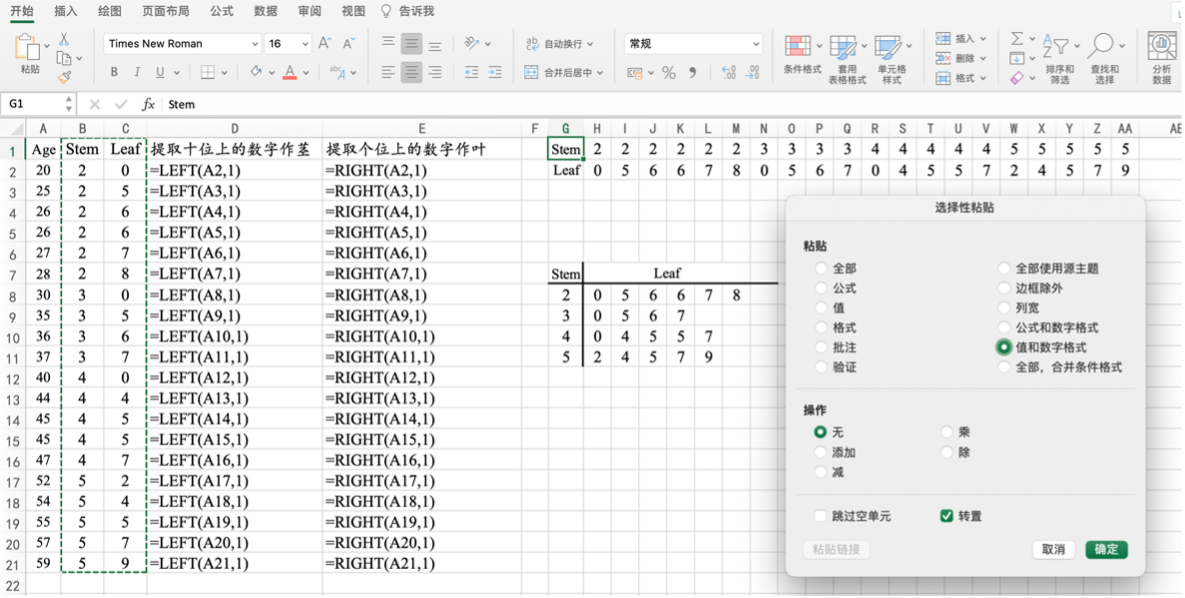 开始 插入 绘图 页面布局 公式 数据 审阅 视图 告诉我
粘贴
Times New Roman 16 A A
B I U A abc A
ab 自动换行
合并后居中
常规
% 9 .00 .0
条件格式 套用 表格格式 单元格 样式
插入
删除
格式
排序和 筛选 查找和 选择 分析 数据
G1 fx Stem
A B C D E F G H I J K L M N O P Q R S T U V W X Y Z AA
1 Age Stem Leaf 提取十位上的数字作茎 提取个位上的数字作叶 Stem 2 2 2 2 2 2 3 3 3 3 4 4 4 4 4 5 5 5 5 5
2 20 2 0 =LEFT(A2,1) =RIGHT(A2,1) Leaf 0 5 6 6 7 8 0 5 6 7 0 4 5 5 7 2 4 5 7 9
3 25 2 5 =LEFT(A3,1) =RIGHT(A3,1)
4 26 2 6 =LEFT(A4,1) =RIGHT(A4,1)
5 26 2 6 =LEFT(A5,1) =RIGHT(A5,1)
6 27 2 7 =LEFT(A6,1) =RIGHT(A6,1)
7 28 2 8 =LEFT(A7,1) =RIGHT(A7,1) Stem Leaf
8 30 3 0 =LEFT(A8,1) =RIGHT(A8,1) 2 0 5 6 6 7 8
9 35 3 5 =LEFT(A9,1) =RIGHT(A9,1) 3 0 5 6 7
10 36 3 6 =LEFT(A10,1) =RIGHT(A10,1) 4 0 4 5 5 7
11 37 3 7 =LEFT(A11,1) =RIGHT(A11,1) 5 2 4 5 7 9
12 40 4 0 =LEFT(A12,1) =RIGHT(A12,1)
13 44 4 4 =LEFT(A13,1) =RIGHT(A13,1)
14 45 4 5 =LEFT(A14,1) =RIGHT(A14,1)
15 45 4 5 =LEFT(A15,1) =RIGHT(A15,1)
16 47 4 7 =LEFT(A16,1) =RIGHT(A16,1)
17 52 5 2 =LEFT(A17,1) =RIGHT(A17,1)
18 54 5 4 =LEFT(A18,1) =RIGHT(A18,1)
19 55 5 5 =LEFT(A19,1) =RIGHT(A19,1)
20 57 5 7 =LEFT(A20,1) =RIGHT(A20,1)
21 59 5 9 =LEFT(A21,1) =RIGHT(A21,1)
22
选择性粘贴
粘贴
全部 全部使用源主题
公式 边框除外
值 列宽
格式 公式和数字格式
批注 值和数字格式
验证 全部，合并条件格式
操作
无 乘
添加 除
减
跳过空单元 转置
粘贴链接 取消 确定